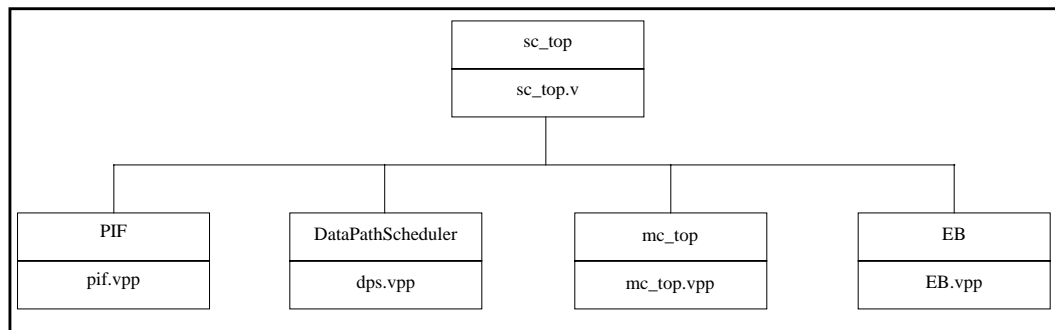 sc_top
sc_top.v
PIF
pif.vpp
DataPathScheduler
dps.vpp
mc_top
mc_top.vpp
EB
EB.vpp